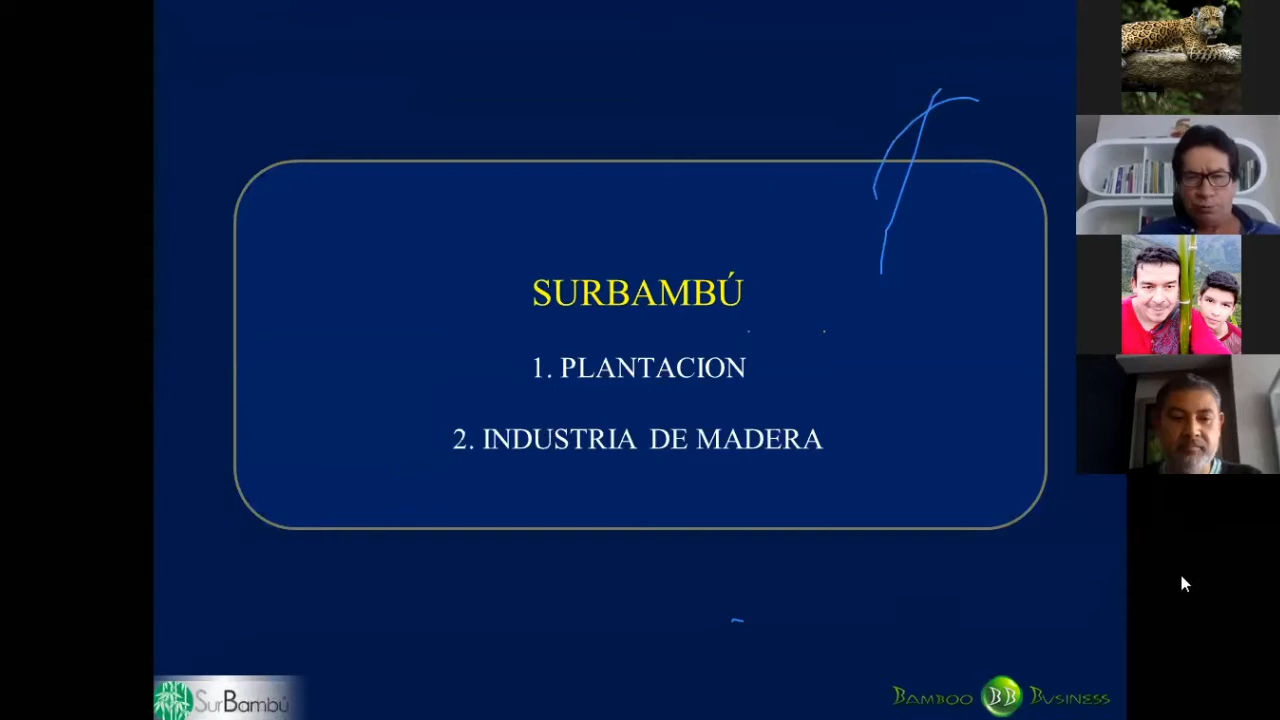 SURBAMBÚ
1. PLANTACION
2. INDUSTRIA DE MADERA
SurBambú
BAMBOO BB BUSINESS